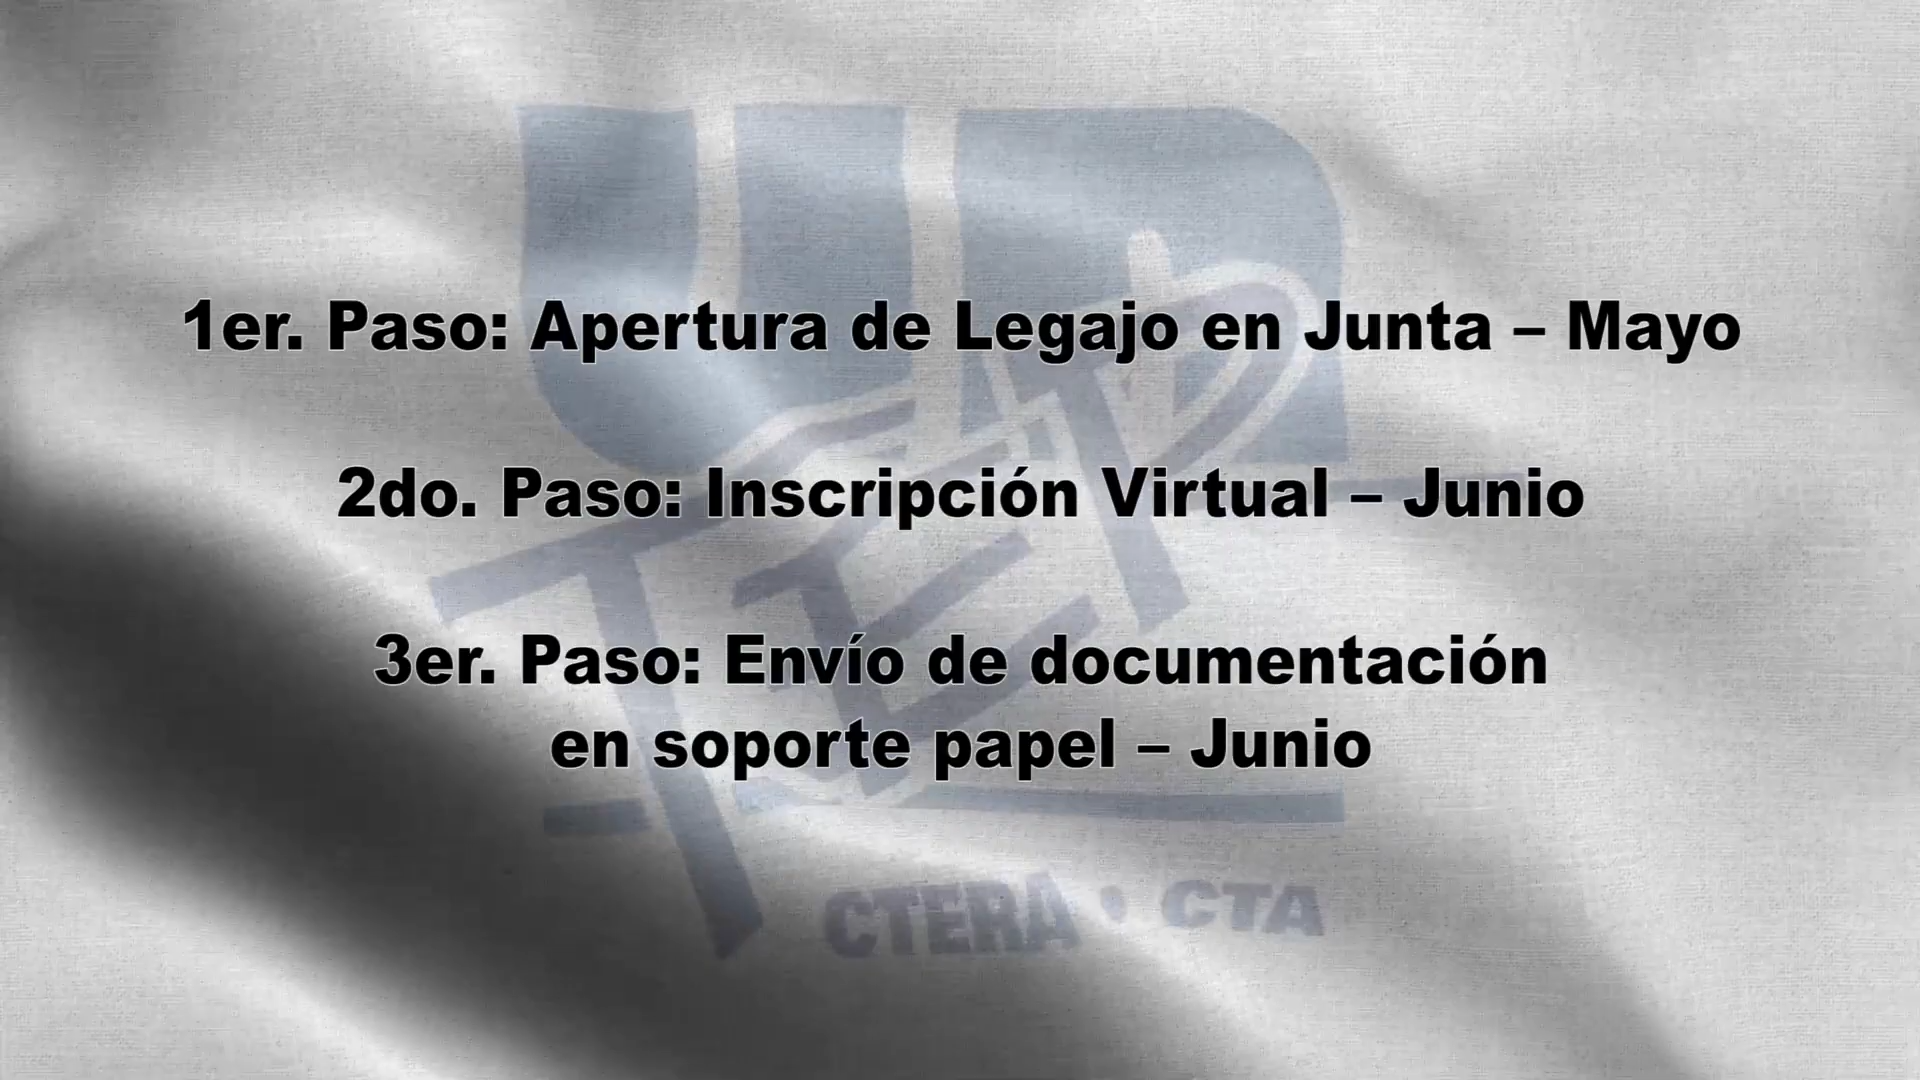 1er. Paso: Apertura de Legajo en Junta – Mayo
2do. Paso: Inscripción Virtual – Junio
3er. Paso: Envío de documentación
en soporte papel – Junio
UnTER
CTERA • CTA